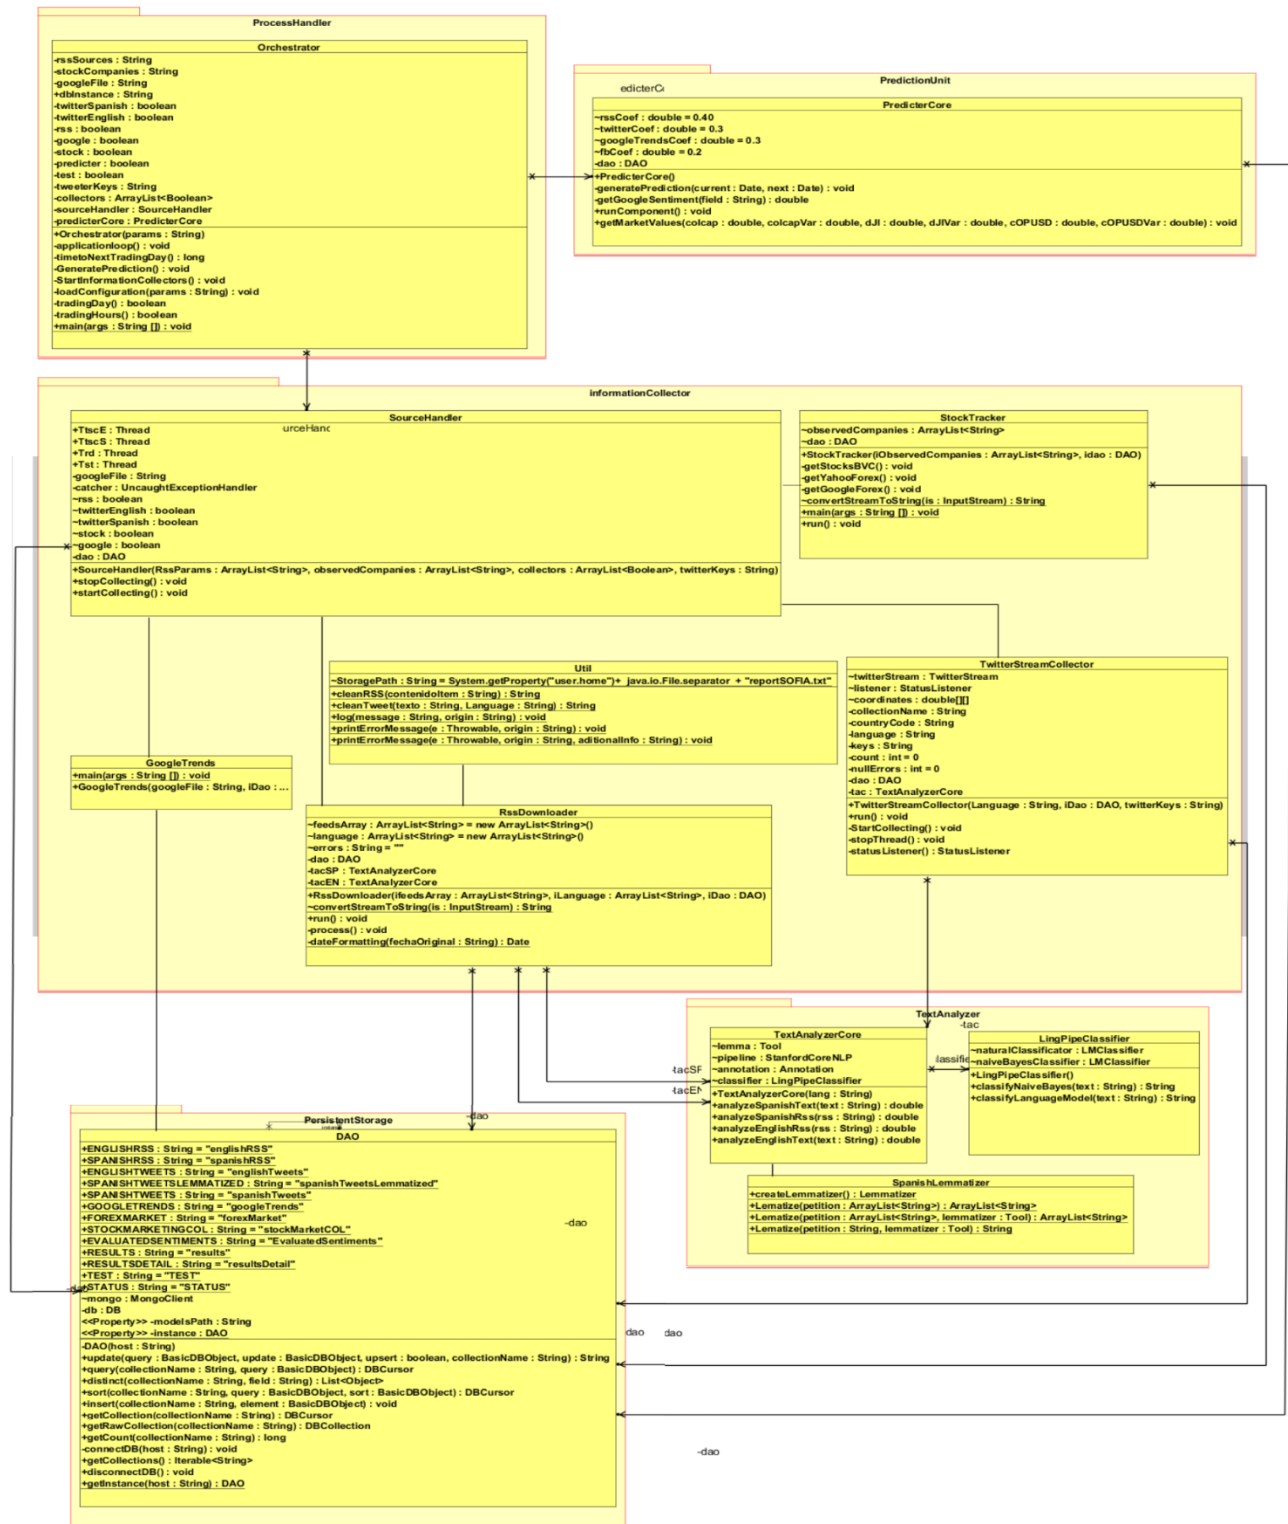 ProcessHandler
Orchestrator
-rssSources : String
-stockCompanies : String
-googleFile : String
+dbInstance : String
-twitterSpanish : boolean
-twitterEnglish : boolean
-rss : boolean
-google : boolean
-stock : boolean
-predicter : boolean
-test : boolean
-tweeterKeys : String
-collectors : ArrayList<Boolean>
-sourceHandler : SourceHandler
-predicterCore : PredicterCore
+Orchestrator(params : String)
-applicationloop() : void
-timetoNextTradingDay() : long
-GeneratePrediction() : void
-StartInformationCollectors() : void
-loadConfiguration(params : String) : void
-tradingDay() : boolean
-tradingHours() : boolean
+main(args : String []) : void
PredictionUnit
edicterCo
PredicterCore
~rssCoef : double = 0.40
~twitterCoef : double = 0.3
~googleTrendsCoef : double = 0.3
~fbCoef : double = 0.2
-dao : DAO
+PredicterCore()
-generatePrediction(current : Date, next : Date) : void
-getGoogleSentiment(field : String) : double
+runComponent() : void
+getMarketValues(colcap : double, colcapVar : double, dJI : double, dJIVar : double, cOPUSD : double, cOPUSDVar : double) : void
informationCollector
SourceHandler
urceHand
+TtscE : Thread
+TtscS : Thread
+Trd : Thread
+Tst : Thread
-googleFile : String
-catcher : UncaughtExceptionHandler
~rss : boolean
~twitterEnglish : boolean
~twitterSpanish : boolean
~stock : boolean
~google : boolean
-dao : DAO
+SourceHandler(RssParams : ArrayList<String>, observedCompanies : ArrayList<String>, collectors : ArrayList<Boolean>, twitterKeys : String)
+stopCollecting() : void
+startCollecting() : void
StockTracker
~observedCompanies : ArrayList<String>
~dao : DAO
+StockTracker(iObservedCompanies : ArrayList<String>, idao : DAO)
-getStocksBVC() : void
-getYahooForex() : void
-getGoogleForex() : void
~convertStreamToString(is : InputStream) : String
+main(args : String []) : void
+run() : void
Util
~StoragePath : String = System.getProperty("user.home")+ java.io.File.separator + "reportSOFIA.txt"
+cleanRSS(contenidoItem : String) : String
+cleanTweet(texto : String, Language : String) : String
+log(message : String, origin : String) : void
+printErrorMessage(e : Throwable, origin : String) : void
+printErrorMessage(e : Throwable, origin : String, aditionalInfo : String) : void
TwitterStreamCollector
~twitterStream : TwitterStream
~listener : StatusListener
~coordinates : double[][]
-collectionName : String
-countryCode : String
-language : String
-keys : String
-count : int = 0
-nullErrors : int = 0
-dao : DAO
-tac : TextAnalyzerCore
+TwitterStreamCollector(Language : String, iDao : DAO, twitterKeys : String)
+run() : void
-StartCollecting() : void
-stopThread() : void
-statusListener() : StatusListener
GoogleTrends
+main(args : String []) : void
+GoogleTrends(googleFile : String, iDao : ...
RssDownloader
~feedsArray : ArrayList<String> = new ArrayList<String>()
~language : ArrayList<String> = new ArrayList<String>()
~errors : String = ""
-dao : DAO
-tacSP : TextAnalyzerCore
-tacEN : TextAnalyzerCore
+RssDownloader(ifeedsArray : ArrayList<String>, iLanguage : ArrayList<String>, iDao : DAO)
~convertStreamToString(is : InputStream) : String
+run() : void
-process() : void
-dateFormatting(fechaOriginal : String) : Date
TextAnalyzer
-tac
TextAnalyzerCore
~lemma : Tool
~pipeline : StanfordCoreNLP
~annotation : Annotation
~classifier : LingPipeClassifier
+TextAnalyzerCore(lang : String)
+analyzeSpanishText(text : String) : double
+analyzeSpanishRss(rss : String) : double
+analyzeEnglishRss(rss : String) : double
+analyzeEnglishText(text : String) : double
LingPipeClassifier
~naturalClassificator : LMClassifier
~naiveBayesClassifier : LMClassifier
+LingPipeClassifier()
+classifyNaiveBayes(text : String) : String
+classifyLanguageModel(text : String) : String
-tacSP
-tacEN
SpanishLemmatizer
+createLemmatizer() : Lemmatizer
+Lematize(petition : ArrayList<String>) : ArrayList<String>
+Lematize(petition : ArrayList<String>, lemmatizer : Tool) : ArrayList<String>
+Lematize(petition : String, lemmatizer : Tool) : String
-dao
PersistentStorage
DAO
+ENGLISHRSS : String = "englishRSS"
+SPANISHRSS : String = "spanishRSS"
+ENGLISHTWEETS : String = "englishTweets"
+SPANISHTWEETSLEMMATIZED : String = "spanishTweetsLemmatized"
+SPANISHTWEETS : String = "spanishTweets"
+GOOGLETRENDS : String = "googleTrends"
+FOREXMARKET : String = "forexMarket"
+STOCKMARKETINGCOL : String = "stockMarketCOL"
+EVALUATEDSENTIMENTS : String = "EvaluatedSentiments"
+RESULTS : String = "results"
+RESULTSDETAIL : String = "resultsDetail"
+TEST : String = "TEST"
+STATUS : String = "STATUS"
~mongo : MongoClient
-db : DB
<<Property>> -modelsPath : String
<<Property>> -instance : DAO
-DAO(host : String)
+update(query : BasicDBObject, update : BasicDBObject, upsert : boolean, collectionName : String) : String
+query(collectionName : String, query : BasicDBObject) : DBCursor
+distinct(collectionName : String, field : String) : List<Object>
+sort(collectionName : String, query : BasicDBObject, sort : BasicDBObject) : DBCursor
+insert(collectionName : String, element : BasicDBObject) : void
+getCollection(collectionName : String) : DBCursor
+getRawCollection(collectionName : String) : DBCollection
+getCount(collectionName : String) : long
-connectDB(host : String) : void
+getCollections() : Iterable<String>
+disconnectDB() : void
+getInstance(host : String) : DAO
-dao
dao
dao
-dao